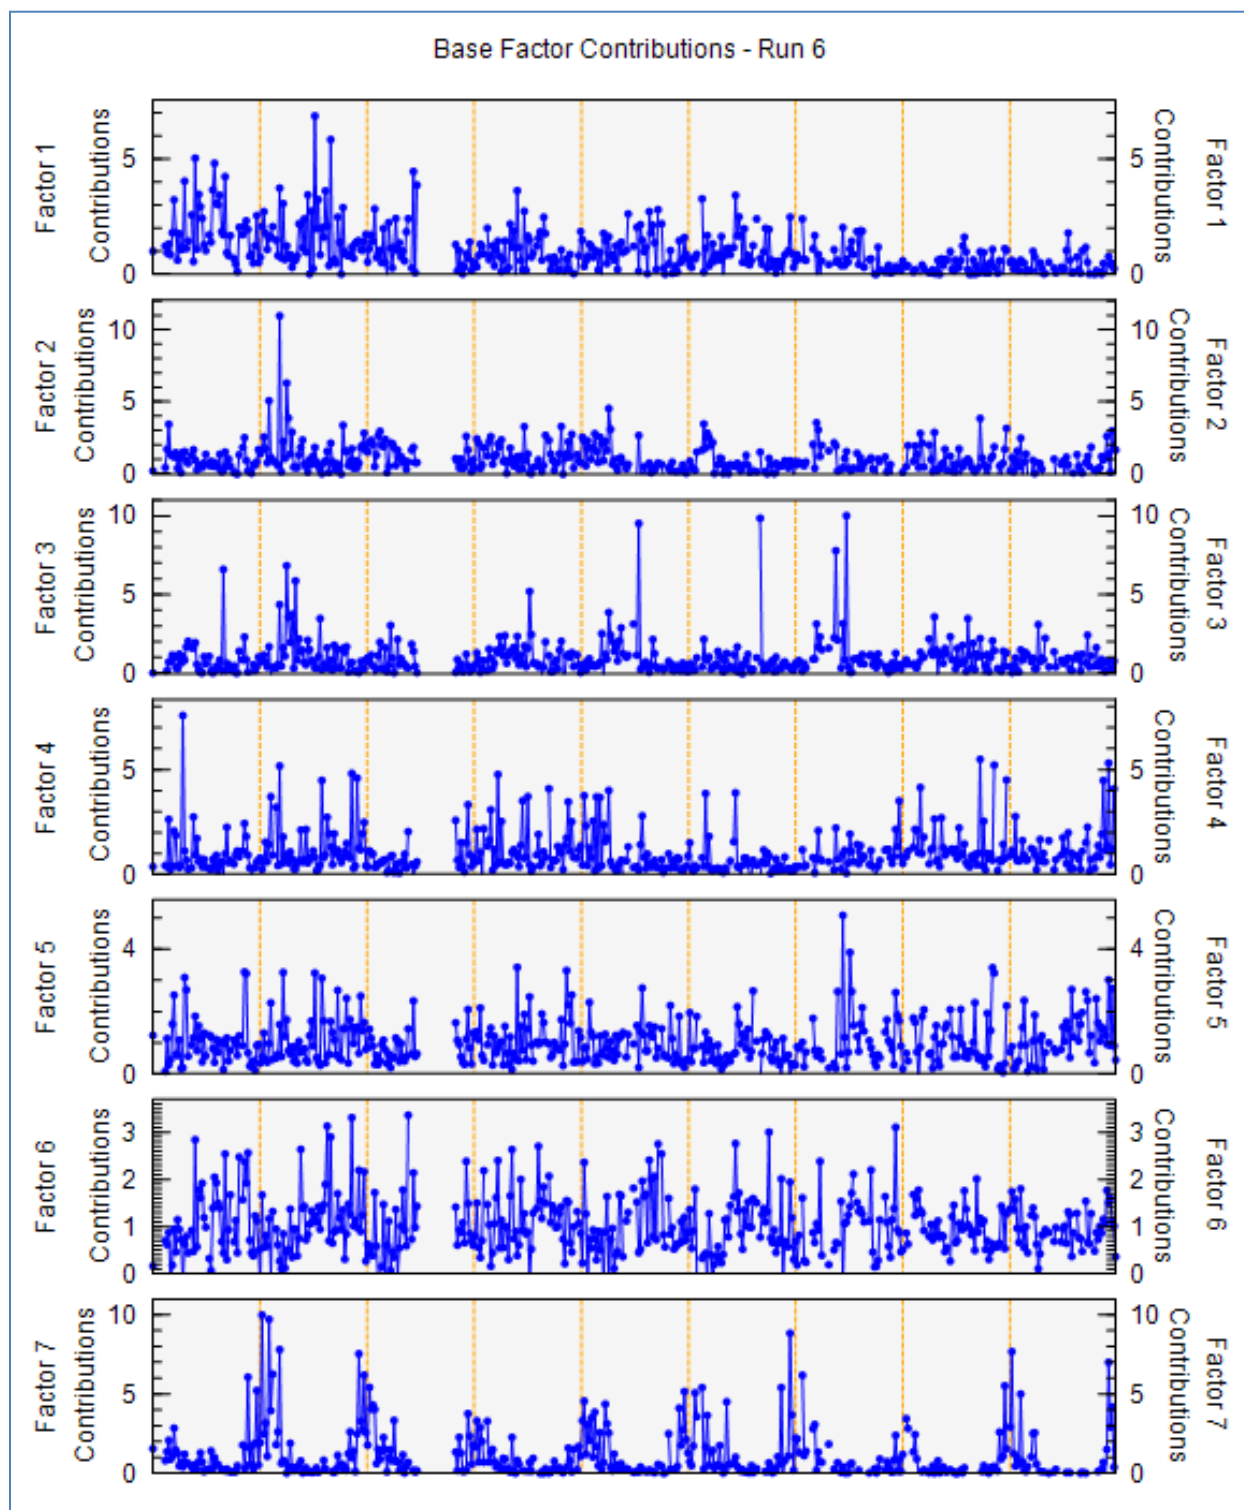 Base Factor Contributions - Run 6
Factor 1
Contributions
5
0
5
0
Contributions
Factor 1
Factor 2
Contributions
10
5
0
10
5
0
Contributions
Factor 2
Factor 3
Contributions
10
5
0
10
5
0
Contributions
Factor 3
Factor 4
Contributions
5
0
5
0
Contributions
Factor 4
Factor 5
Contributions
4
2
0
4
2
0
Contributions
Factor 5
Factor 6
Contributions
3
2
1
0
3
2
1
0
Contributions
Factor 6
Factor 7
Contributions
10
5
0
10
5
0
Contributions
Factor 7